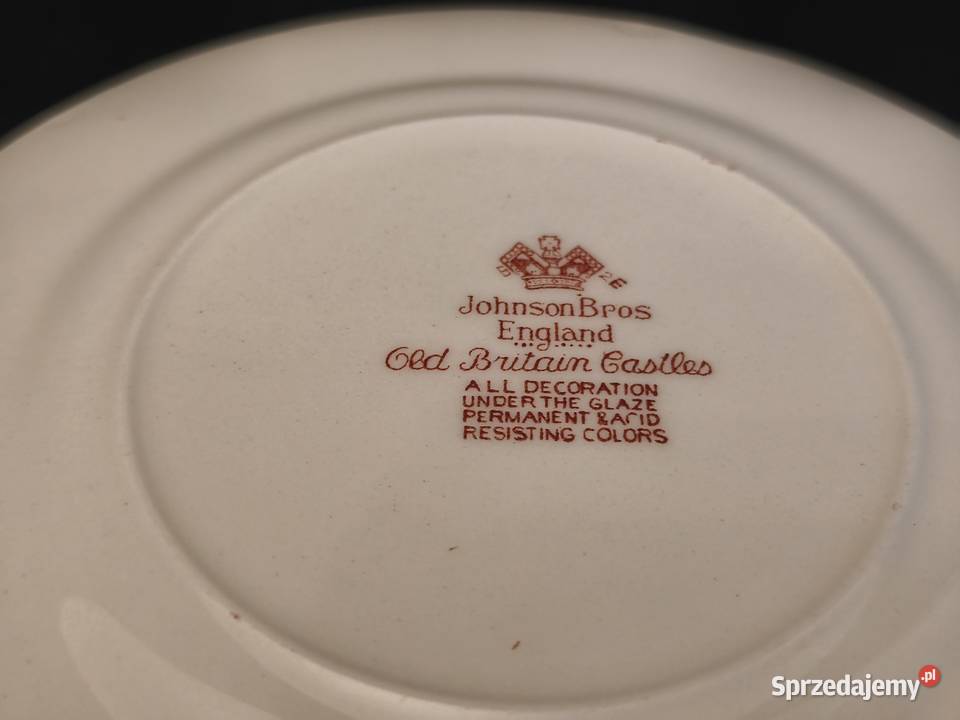 Johnson Bros
England
Old Britain Castles
ALL DECORATION
UNDER THE GLAZE
PERMANENT & ACID
RESISTING COLORS
Sprzedajemy.pl